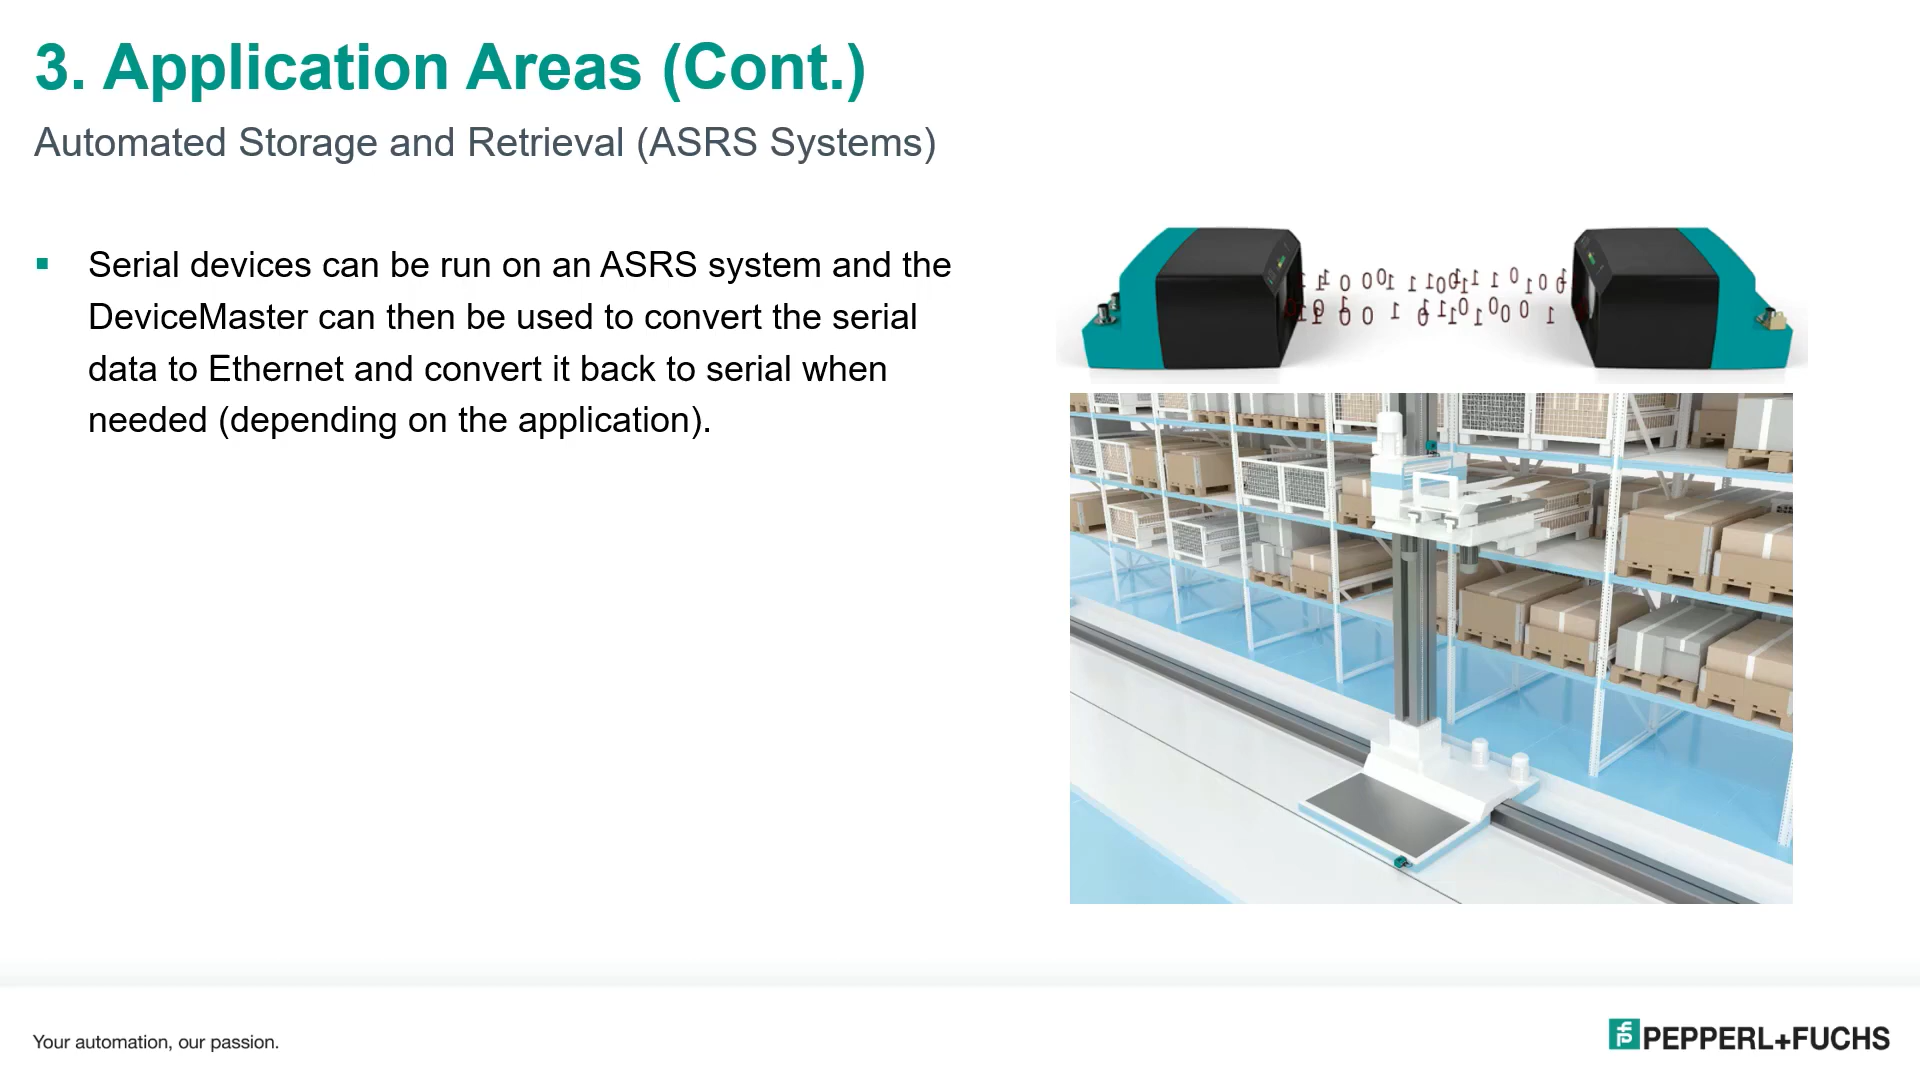 3. Application Areas (Cont.)
Automated Storage and Retrieval (ASRS Systems)
▪ Serial devices can be run on an ASRS system and the
DeviceMaster can then be used to convert the serial
data to Ethernet and convert it back to serial when
needed (depending on the application).
Your automation, our passion.
PEPPERL+FUCHS